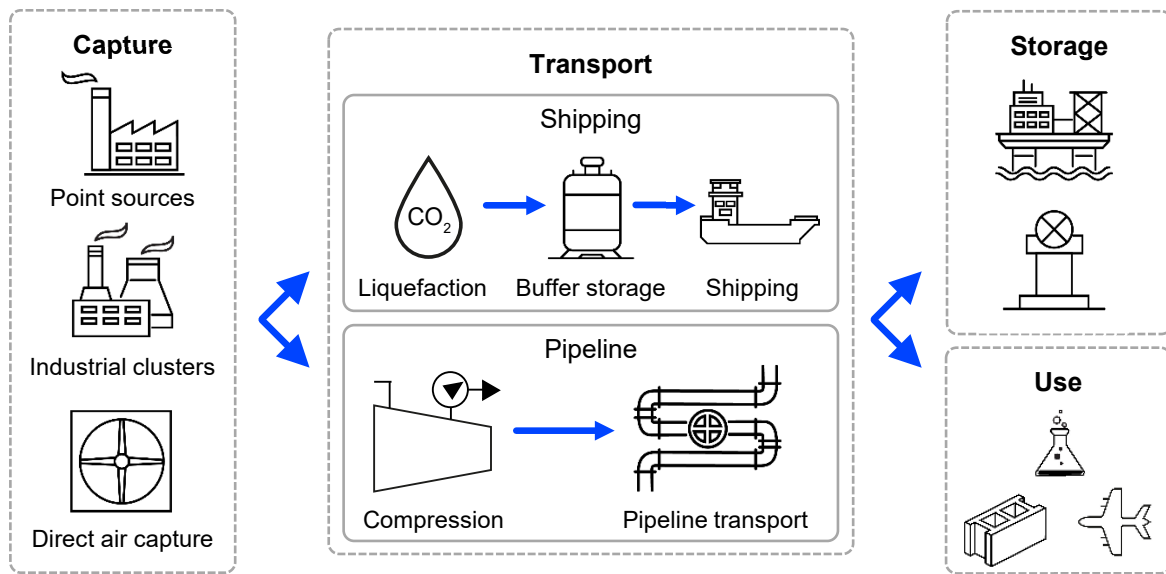 Capture
Point sources
Industrial clusters
Direct air capture
Transport
Shipping
CO₂
Liquefaction
Buffer storage
Shipping
Pipeline
Compression
Pipeline transport
Storage
Use